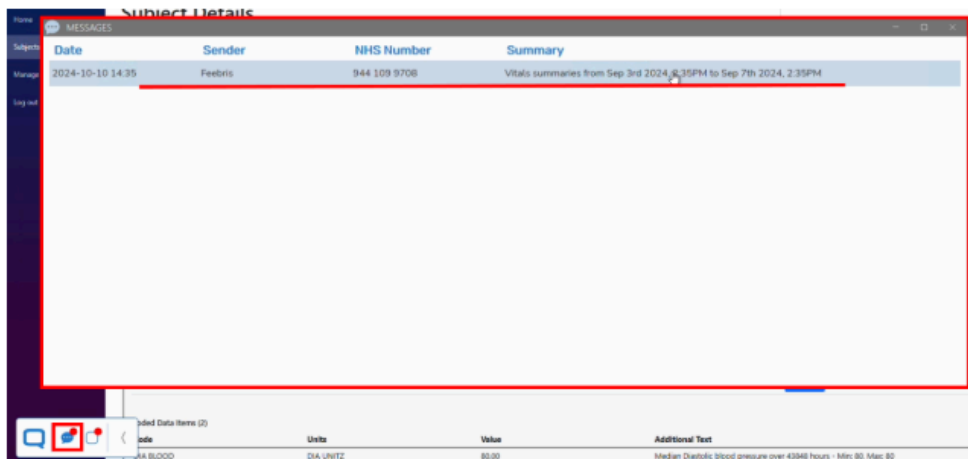 Subject Details
Home
MESSAGES
Subjects
Date Sender NHS Number Summary
Manage
2024-10-10 14:35 Feebris 944 109 9708 Vitals summaries from Sep 3rd 2024, 2:35PM to Sep 7th 2024, 2:35PM
Log out
Data Items (2)
Units Value Additional Text
BLOOD DIA UNITZ 80.00 Median Diastolic blood pressure over 43848 hours - Min: 80, Max: 80